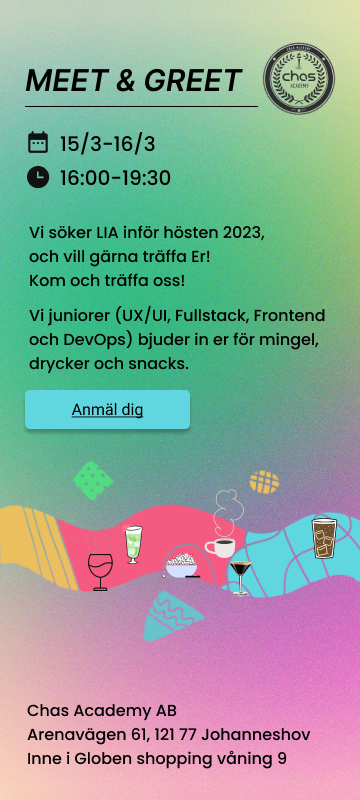 MEET & GREET
chas
ACADEMY
15/3-16/3
16:00-19:30
Vi söker LIA inför hösten 2023,
och vill gärna träffa Er!
Kom och träffa oss!
Vi juniorer (UX/UI, Fullstack, Frontend
och DevOps) bjuder in er för mingel,
drycker och snacks.
Anmäl dig
Chas Academy AB
Arenavägen 61, 121 77 Johanneshov
Inne i Globen shopping våning 9